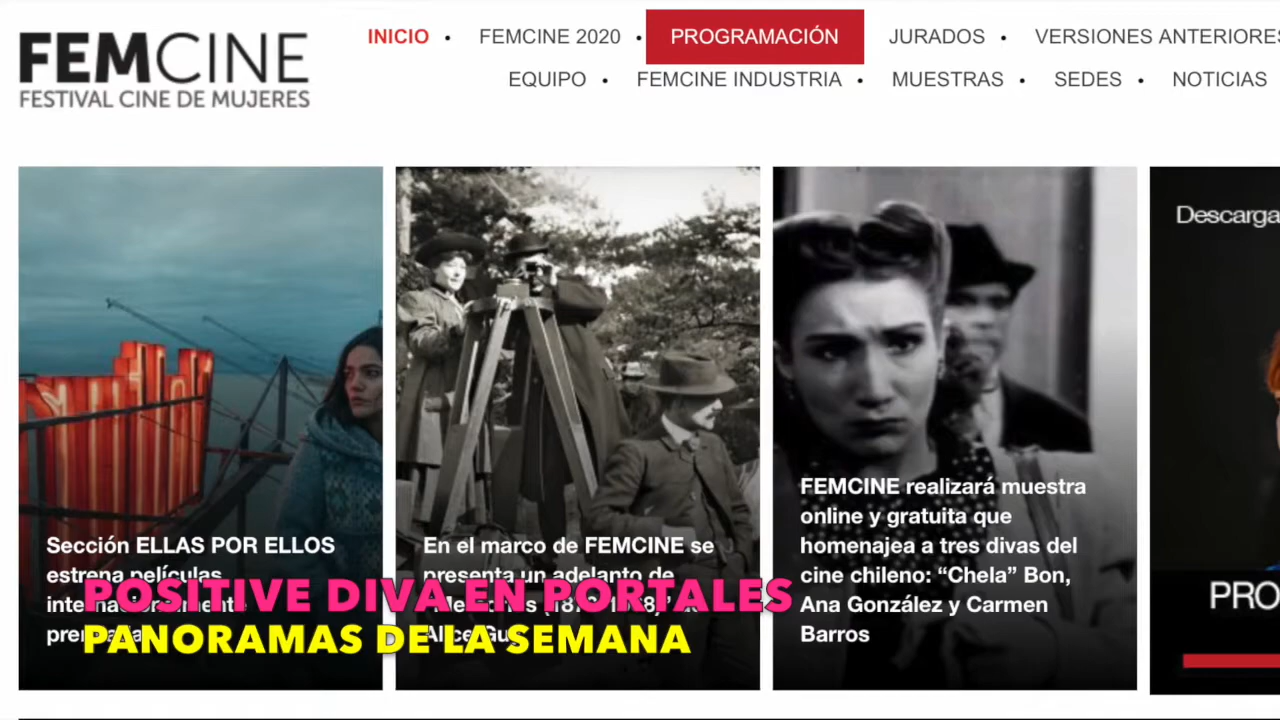 FEMCINE
FESTIVAL CINE DE MUJERES
INICIO • FEMCINE 2020 • PROGRAMACIÓN JURADOS • VERSIONES ANTERIORES
EQUIPO • FEMCINE INDUSTRIA • MUESTRAS • SEDES • NOTICIAS
Sección ELLAS POR ELLOS
estrena películas
En el marco de FEMCINE se
presenta un adelanto de
Alice Guy
FEMCINE realizará muestra
online y gratuita que
homenajea a tres divas del
cine chileno: “Chela” Bon,
Ana González y Carmen
Barros
Descarga
PRO
POSITIVE DIVA EN PORTALES
PANORAMAS DE LA SEMANA